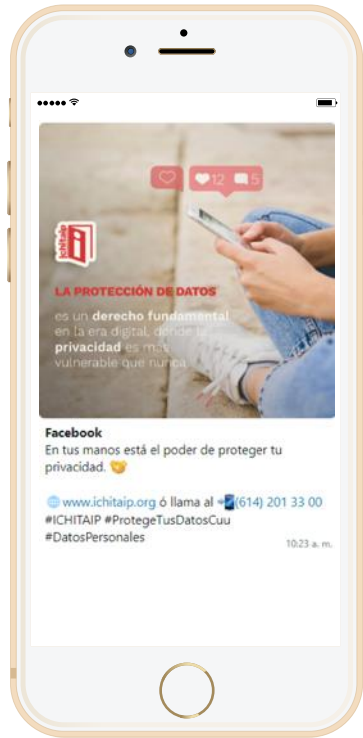 12 5
ichitaip
LA PROTECCIÓN DE DATOS
es un derecho fundamental
en la era digital, donde la
privacidad es más
vulnerable que nunca.
Facebook
En tus manos está el poder de proteger tu
privacidad. 🤝
🌐 www.ichitaip.org ó llama al 📲(614) 201 33 00
#ICHITAIP #ProtegeTusDatosCuu
#DatosPersonales
10:23 a. m.